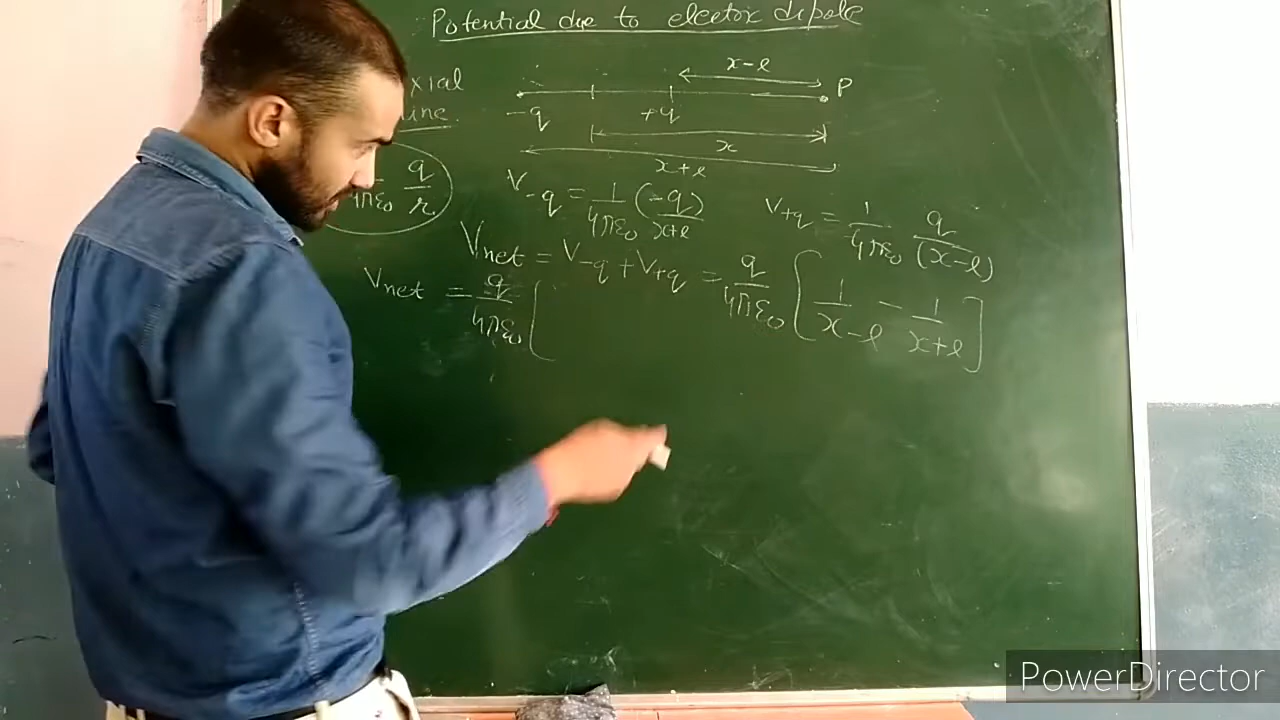 Potential due to electric dipole
xial
ine.
x-l
P
-q
+q
x
x+l
4πε₀ q/r
V₋q = 1/4πε₀ (-q)/x+l
V₊q = 1/4πε₀ q/(x-l)
Vnet = V₋q + V₊q = q/4πε₀ [1/x-l - 1/x+l]
Vnet = q/4πε₀ [
PowerDirector